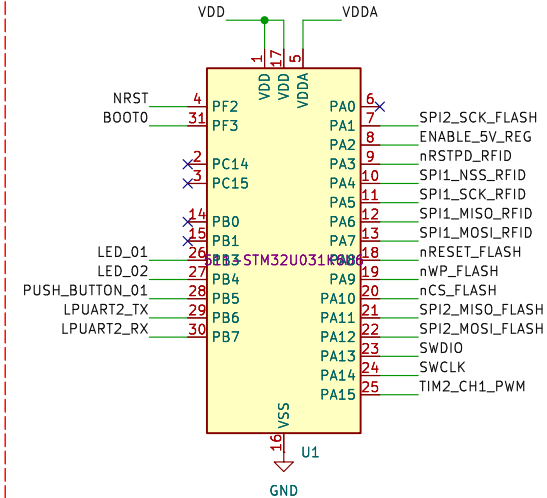 VDD
VDDA
1
17
5
VDD
VDD
VDDA
NRST 4 PF2
BOOT0 31 PF3
2 PC14
3 PC15
14 PB0
15 PB1
LED_01 26 PB3
LED_02 27 PB4
PUSH_BUTTON_01 28 PB5
LPUART2_TX 29 PB6
LPUART2_RX 30 PB7
PA0 6
PA1 7 SPI2_SCK_FLASH
PA2 8 ENABLE_5V_REG
PA3 9 nRSTPD_RFID
PA4 10 SPI1_NSS_RFID
PA5 11 SPI1_SCK_RFID
PA6 12 SPI1_MISO_RFID
PA7 13 SPI1_MOSI_RFID
PA8 18 nRESET_FLASH
PA9 19 nWP_FLASH
PA10 20 nCS_FLASH
PA11 21 SPI2_MISO_FLASH
PA12 22 SPI2_MOSI_FLASH
PA13 23 SWDIO
PA14 24 SWCLK
PA15 25 TIM2_CH1_PWM
VSS
16
U1
GND